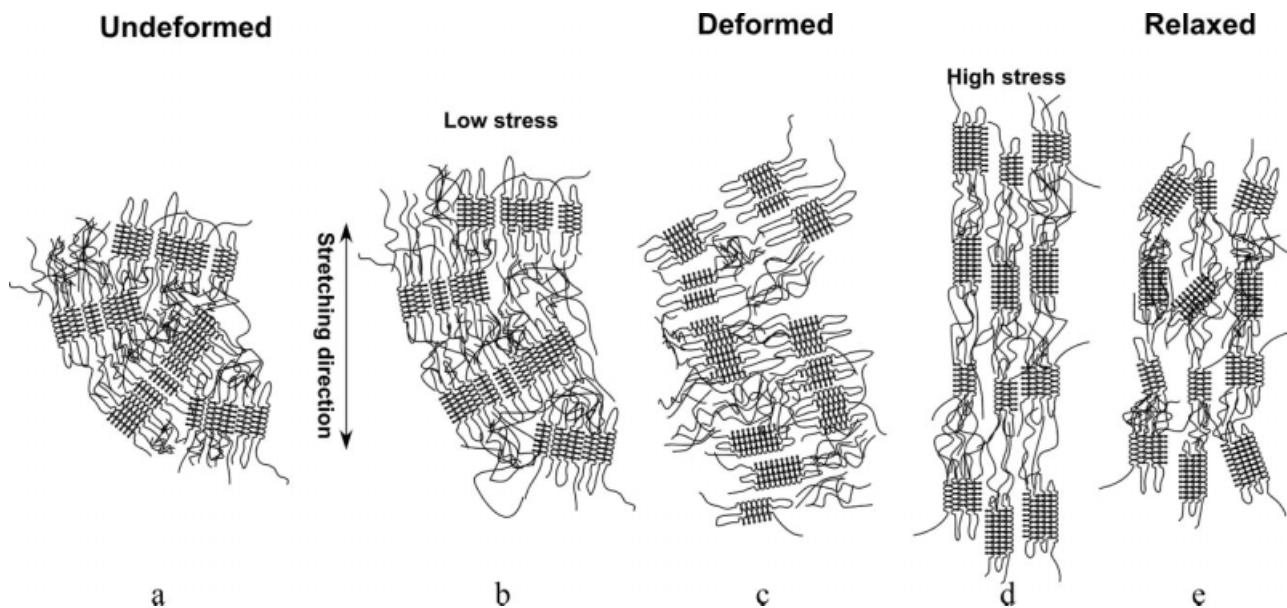 Undeformed
Deformed
Relaxed
High stress
Low stress
Stretching direction
a
b
c
d
e